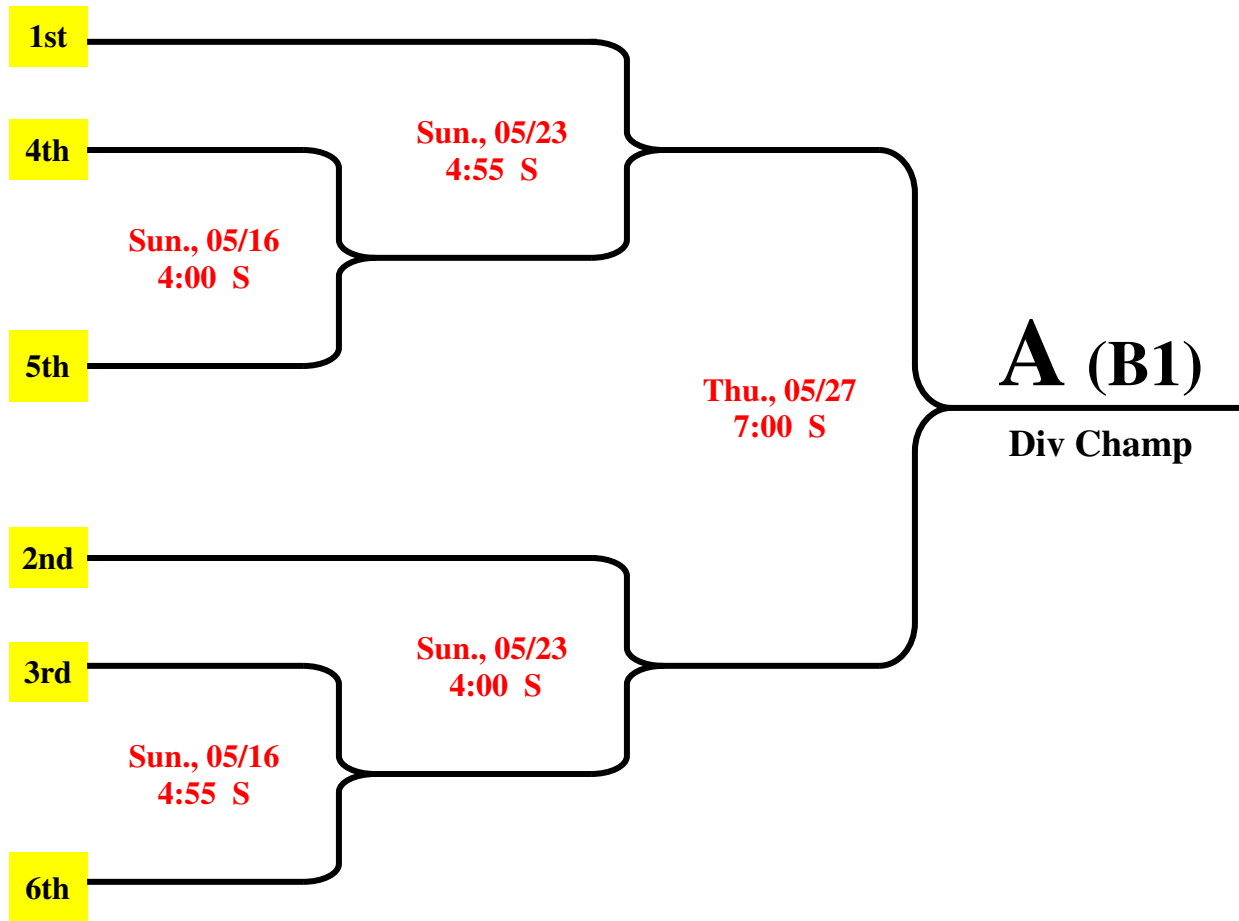 1st
4th
Sun., 05/23
4:55 S
Sun., 05/16
4:00 S
5th
A (B1)
Thu., 05/27
7:00 S
Div Champ
2nd
3rd
Sun., 05/23
4:00 S
Sun., 05/16
4:55 S
6th